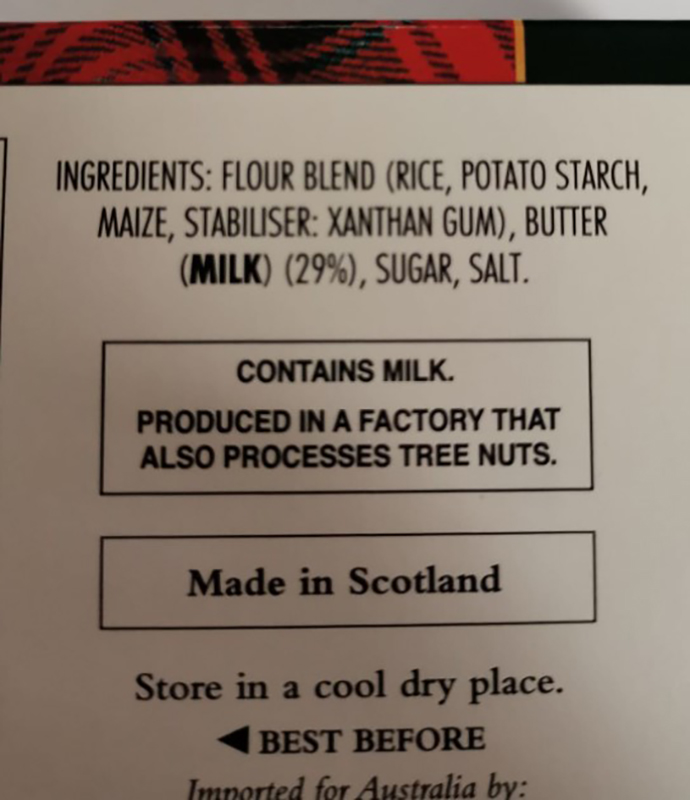 INGREDIENTS: FLOUR BLEND (RICE, POTATO STARCH,
MAIZE, STABILISER: XANTHAN GUM), BUTTER
(MILK) (29%), SUGAR, SALT.
CONTAINS MILK.
PRODUCED IN A FACTORY THAT
ALSO PROCESSES TREE NUTS.
Made in Scotland
Store in a cool dry place.
◀ BEST BEFORE
Imported for Australia by: